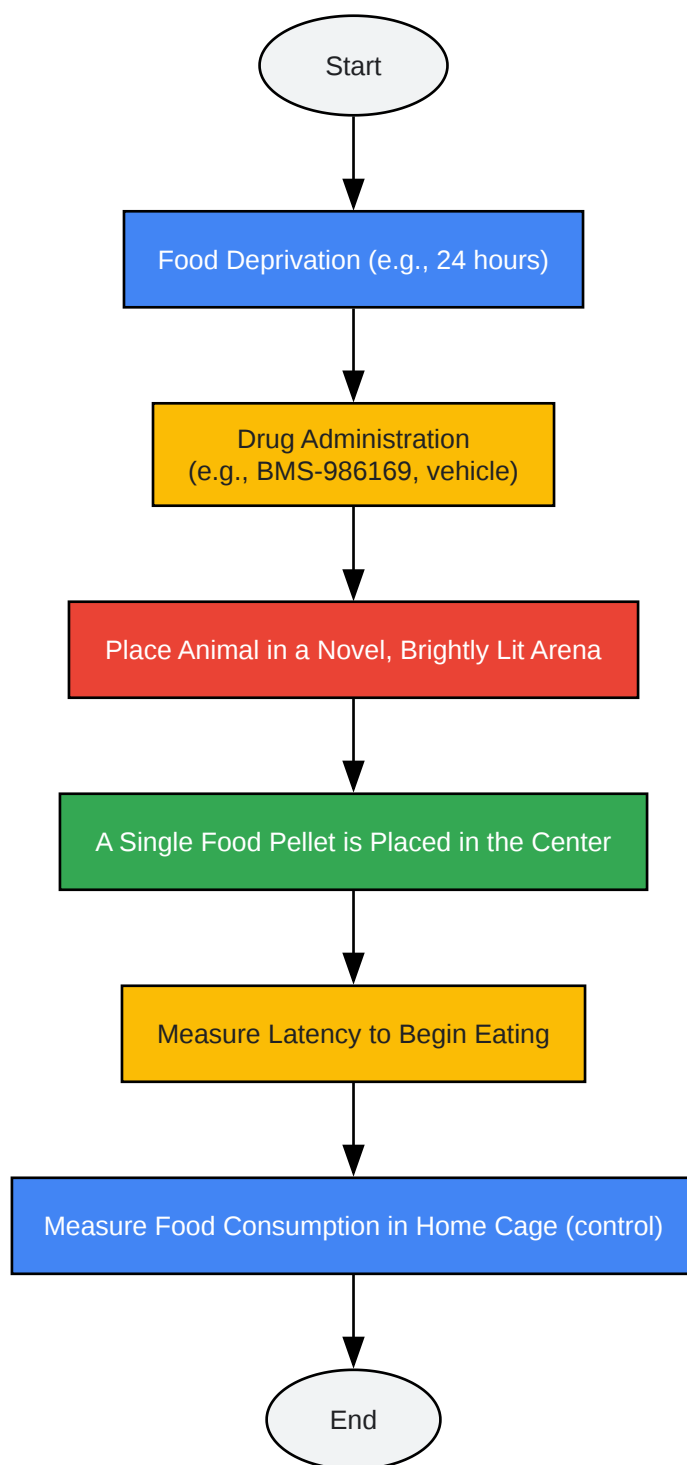 Start
Food Deprivation (e.g., 24 hours)
Drug Administration
(e.g., BMS-986169, vehicle)
Place Animal in a Novel, Brightly Lit Arena
A Single Food Pellet is Placed in the Center
Measure Latency to Begin Eating
Measure Food Consumption in Home Cage (control)
End